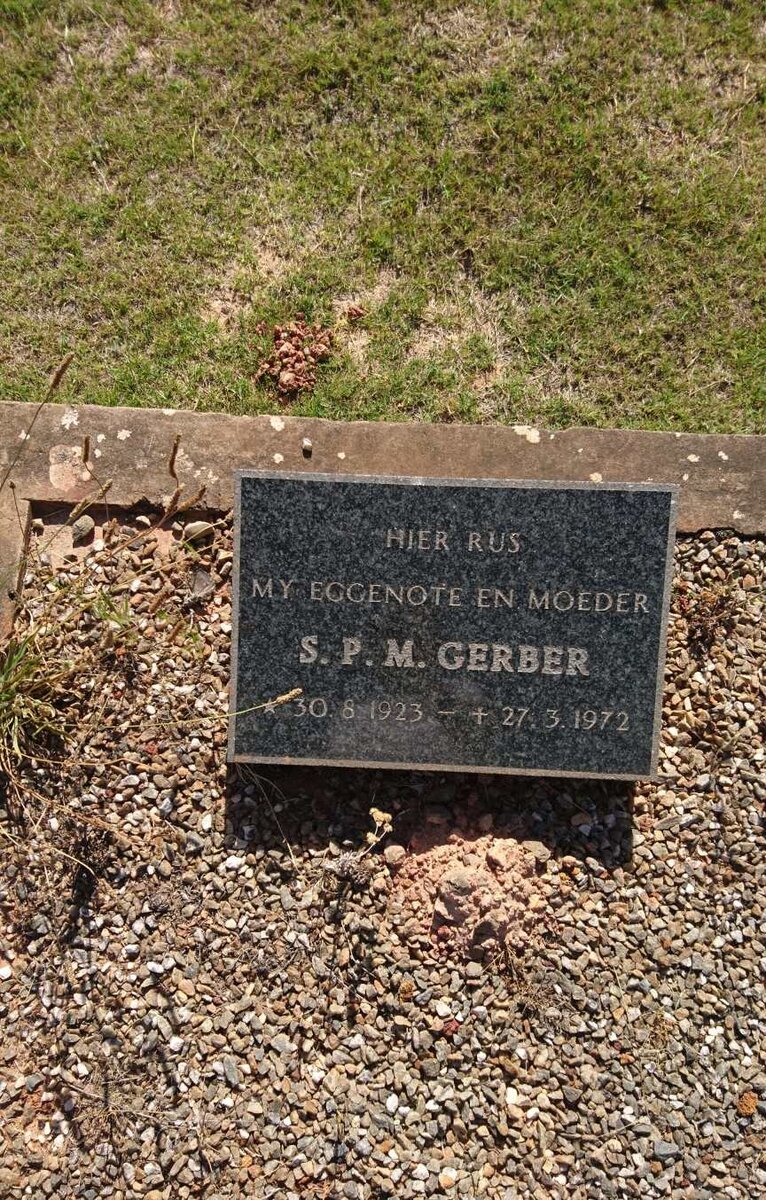 HIER RUS
MY EGGENOTE EN MOEDER
S. P. M. GERBER
★ 30. 8 1923 – + 27. 3. 1972